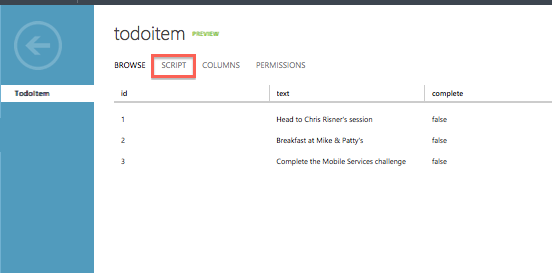 todoitem PREVIEW
BROWSE SCRIPT COLUMNS PERMISSIONS
TodoItem
id text complete
1 Head to Chris Risner's session false
2 Breakfast at Mike & Patty's false
3 Complete the Mobile Services challenge false